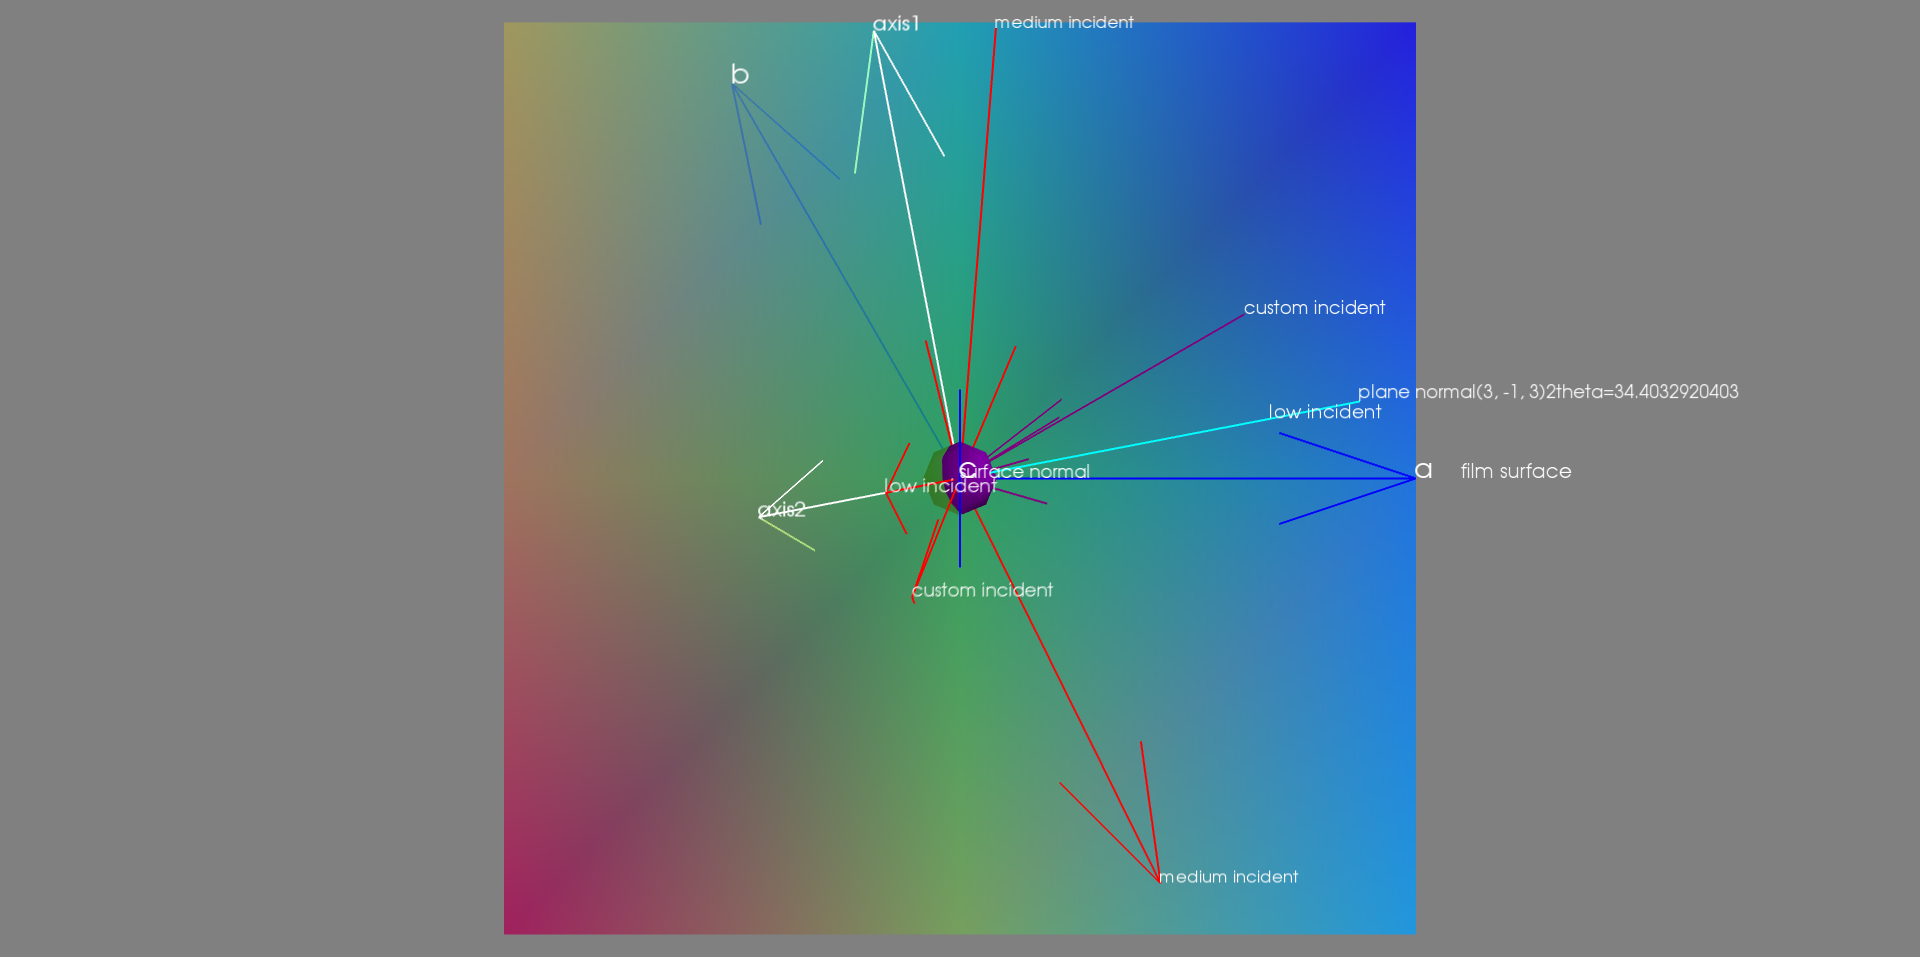 axis1
medium incident
b
custom incident
plane normal(3, -1, 3)2theta=34.4032920403
low incident
a
film surface
c
surface normal
low incident
axis2
custom incident
medium incident